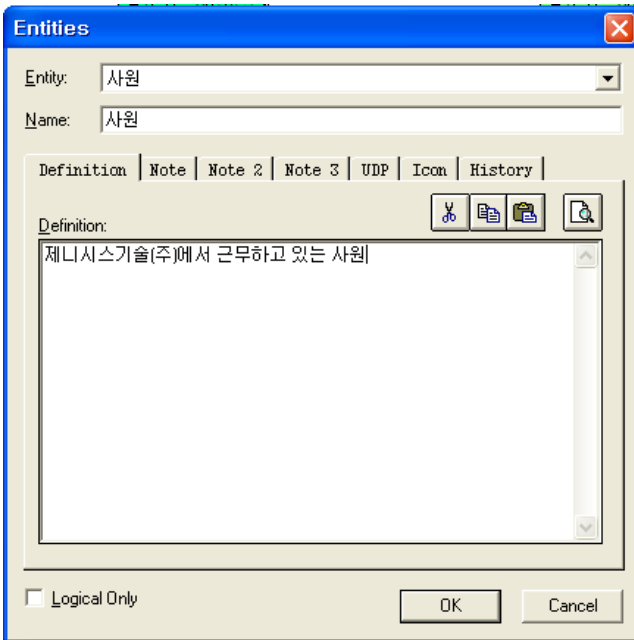 Entities
Entity: 사원
Name: 사원
Definition Note Note 2 Note 3 UDP Icon History
Definition:
제니시스기술(주)에서 근무하고 있는 사원
Logical Only OK Cancel